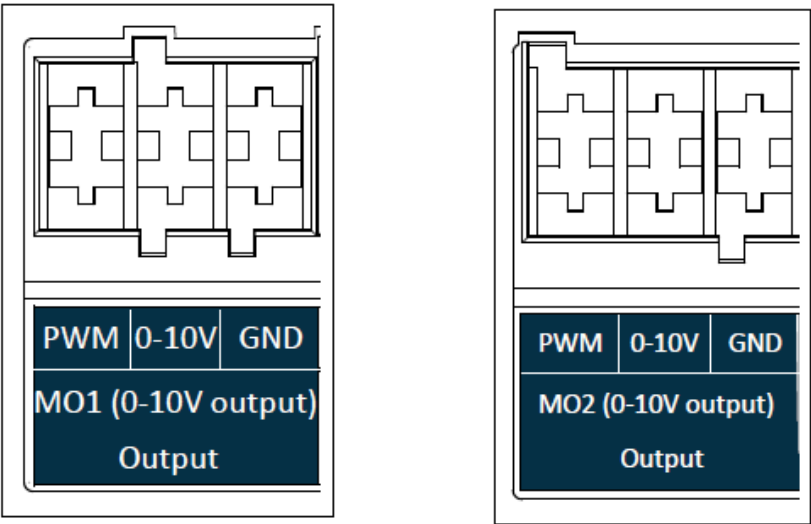 PWM 0-10V GND
MO1 (0-10V output)
Output
PWM 0-10V GND
MO2 (0-10V output)
Output